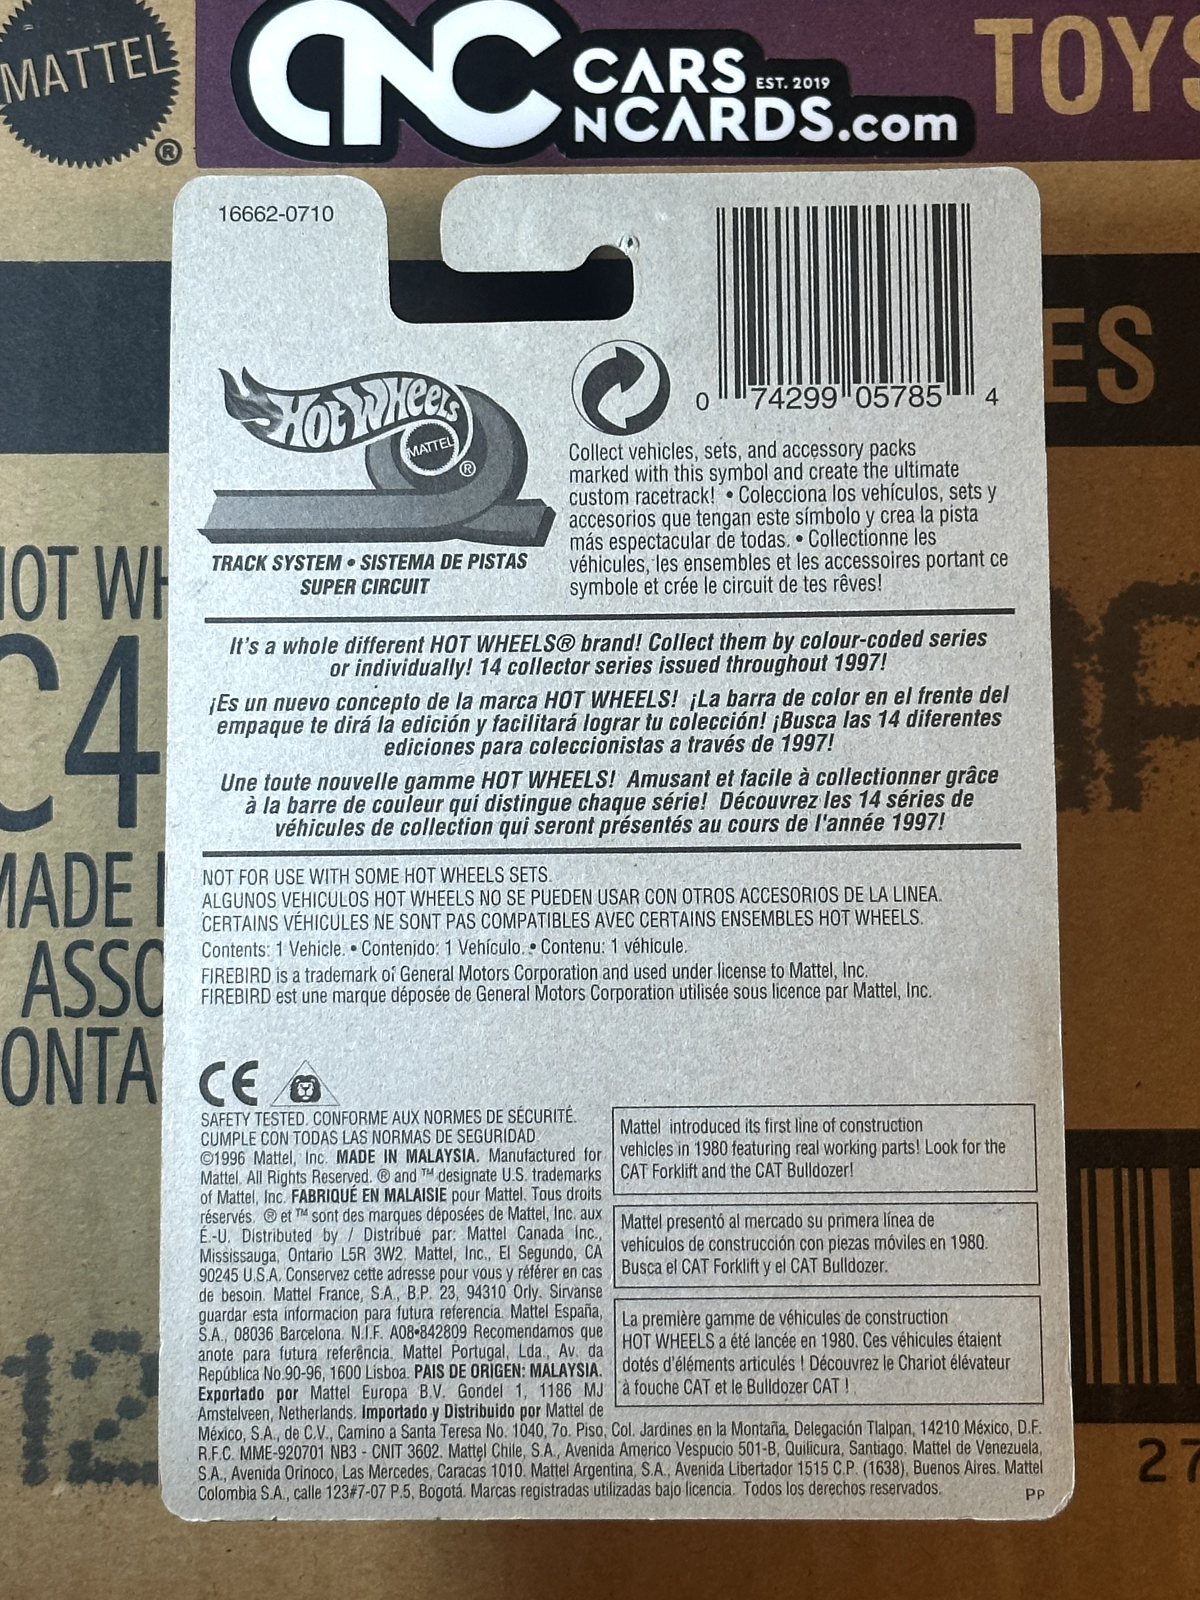 MATTEL
®
CNC CARS EST. 2019
NCARDS.com
TOYS
16662-0710
0 74299 05785 4
ES
HOT WHEELS
MATTEL
®
Collect vehicles, sets, and accessory packs
marked with this symbol and create the ultimate
custom racetrack! • Colecciona los vehículos, sets y
accesorios que tengan este símbolo y crea la pista
más espectacular de todas. • Collectionne les
véhicules, les ensembles et les accessoires portant ce
symbole et crée le circuit de tes rêves!
TRACK SYSTEM • SISTEMA DE PISTAS
SUPER CIRCUIT
It's a whole different HOT WHEELS® brand! Collect them by colour-coded series
or individually! 14 collector series issued throughout 1997!
¡Es un nuevo concepto de la marca HOT WHEELS! ¡La barra de color en el frente del
empaque te dirá la edición y facilitará lograr tu colección! ¡Busca las 14 diferentes
ediciones para coleccionistas a través de 1997!
Une toute nouvelle gamme HOT WHEELS! Amusant et facile à collectionner grâce
à la barre de couleur qui distingue chaque série! Découvrez les 14 séries de
véhicules de collection qui seront présentés au cours de l'année 1997!
NOT FOR USE WITH SOME HOT WHEELS SETS.
ALGUNOS VEHICULOS HOT WHEELS NO SE PUEDEN USAR CON OTROS ACCESORIOS DE LA LINEA.
CERTAINS VÉHICULES NE SONT PAS COMPATIBLES AVEC CERTAINS ENSEMBLES HOT WHEELS.
Contents: 1 Vehicle. • Contenido: 1 Vehículo. • Contenu: 1 véhicule.
FIREBIRD is a trademark of General Motors Corporation and used under license to Mattel, Inc.
FIREBIRD est une marque déposée de General Motors Corporation utilisée sous licence par Mattel, Inc.
CE
SAFETY TESTED. CONFORME AUX NORMES DE SÉCURITÉ.
CUMPLE CON TODAS LAS NORMAS DE SEGURIDAD
©1996 Mattel, Inc. MADE IN MALAYSIA. Manufactured for
Mattel. All Rights Reserved. ® and ™ designate U.S. trademarks
of Mattel, Inc. FABRIQUÉ EN MALAISIE pour Mattel. Tous droits
réservés. ® et ™ sont des marques déposées de Mattel, Inc. aux
É.-U. Distributed by / Distribué par: Mattel Canada Inc.,
Mississauga, Ontario L5R 3W2. Mattel, Inc., El Segundo, CA
90245 U.S.A. Conservez cette adresse pour vous y référer en cas
de besoin. Mattel France, S.A., B.P. 23, 94310 Orly. Sirvanse
guardar esta informacion para futura referencia. Mattel España,
S.A., 08036 Barcelona. N.I.F. A08•842809 Recomendamos que
anote para futura referência. Mattel Portugal, Lda., Av. da
República No.90-96, 1600 Lisboa. PAIS DE ORIGEN: MALAYSIA.
Exportado por Mattel Europa B.V. Gondel 1, 1186 MJ
Amstelveen, Netherlands. Importado y Distribuido por Mattel de
México, S.A., de C.V., Camino a Santa Teresa No. 1040, 7o. Piso, Col. Jardines en la Montaña, Delegación Tlalpan, 14210 México, D.F.
R.F.C. MME-920701 NB3 - CNIT 3602. Mattel Chile, S.A., Avenida Americo Vespucio 501-B, Quilicura, Santiago. Mattel de Venezuela,
S.A., Avenida Orinoco, Las Mercedes, Caracas 1010. Mattel Argentina, S.A., Avenida Libertador 1515 C.P. (1638), Buenos Aires. Mattel
Colombia S.A., calle 123#7-07 P.5, Bogotá. Marcas registradas utilizadas bajo licencia. Todos los derechos reservados.
PP
Mattel introduced its first line of construction
vehicles in 1980 featuring real working parts! Look for the
CAT Forklift and the CAT Bulldozer!
Mattel presentó al mercado su primera línea de
vehículos de construcción con piezas móviles en 1980.
Busca el CAT Forklift y el CAT Bulldozer.
La première gamme de véhicules de construction
HOT WHEELS a été lancée en 1980. Ces véhicules étaient
dotés d'éléments articulés ! Découvrez le Chariot élévateur
à fouche CAT et le Bulldozer CAT !
HOT WH
C4
MADE
ASSO
ONTA
12
27